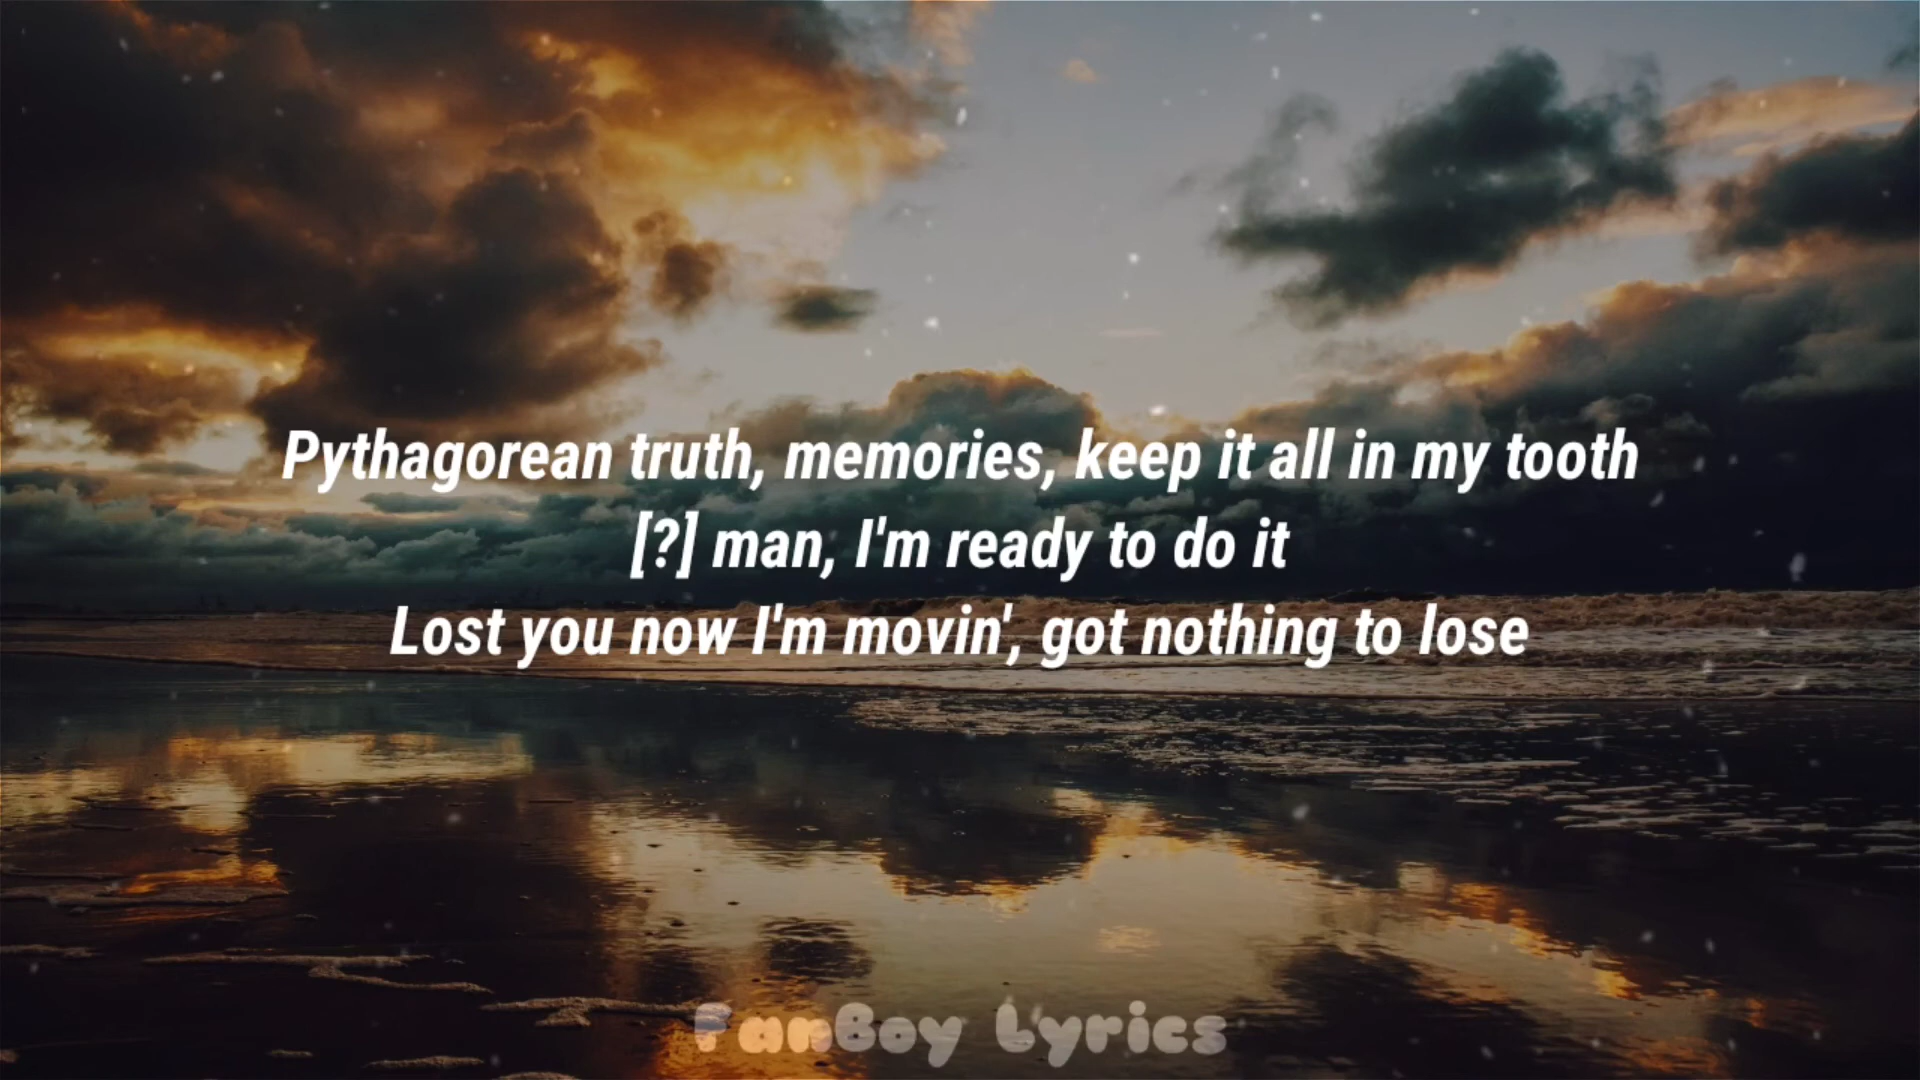 Pythagorean truth, memories, keep it all in my tooth
[?] man, I'm ready to do it
Lost you now I'm movin', got nothing to lose
FanBoy Lyrics